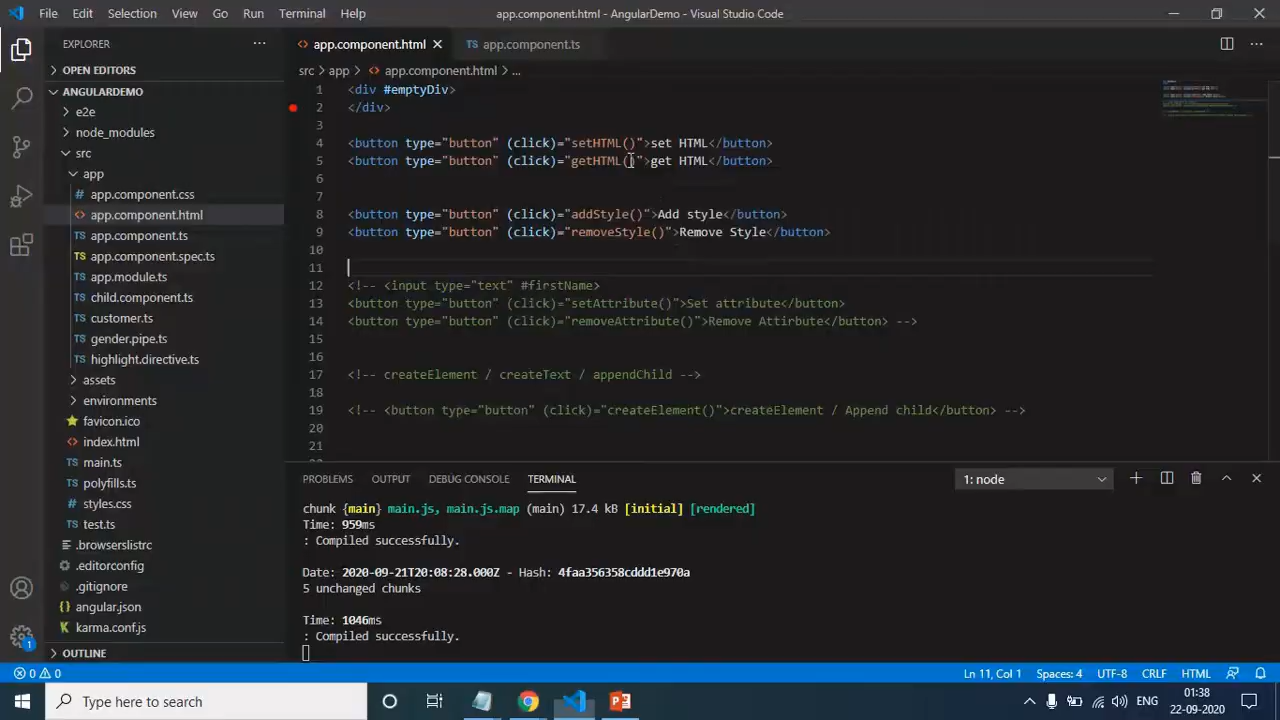 File Edit Selection View Go Run Terminal Help app.component.html - AngularDemo - Visual Studio Code
EXPLORER
OPEN EDITORS
ANGULARDEMO
e2e
node_modules
src
app
app.component.css
app.component.html
app.component.ts
app.component.spec.ts
app.module.ts
child.component.ts
customer.ts
gender.pipe.ts
highlight.directive.ts
assets
environments
favicon.ico
index.html
main.ts
polyfills.ts
styles.css
test.ts
.browserslistrc
.editorconfig
.gitignore
angular.json
karma.conf.js
OUTLINE
app.component.html app.component.ts
src > app > app.component.html > ...
1 <div #emptyDiv>
2 </div>
3
4 <button type="button" (click)="setHTML()">set HTML</button>
5 <button type="button" (click)="getHTML()">get HTML</button>
6
7
8 <button type="button" (click)="addStyle()">Add style</button>
9 <button type="button" (click)="removeStyle()">Remove Style</button>
10
11
12 <!-- <input type="text" #firstName>
13 <button type="button" (click)="setAttribute()">Set attribute</button>
14 <button type="button" (click)="removeAttribute()">Remove Attirbute</button> -->
15
16
17 <!-- createElement / createText / appendChild -->
18
19 <!-- <button type="button" (click)="createElement()">createElement / Append child</button> -->
20
21
PROBLEMS OUTPUT DEBUG CONSOLE TERMINAL 1: node
chunk {main} main.js, main.js.map (main) 17.4 kB [initial] [rendered]
Time: 959ms
: Compiled successfully.
Date: 2020-09-21T20:08:28.000Z - Hash: 4faa356358cddd1e970a
5 unchanged chunks
Time: 1046ms
: Compiled successfully.
1
0 0 Ln 11, Col 1 Spaces: 4 UTF-8 CRLF HTML
Type here to search
ENG
01:38
22-09-2020